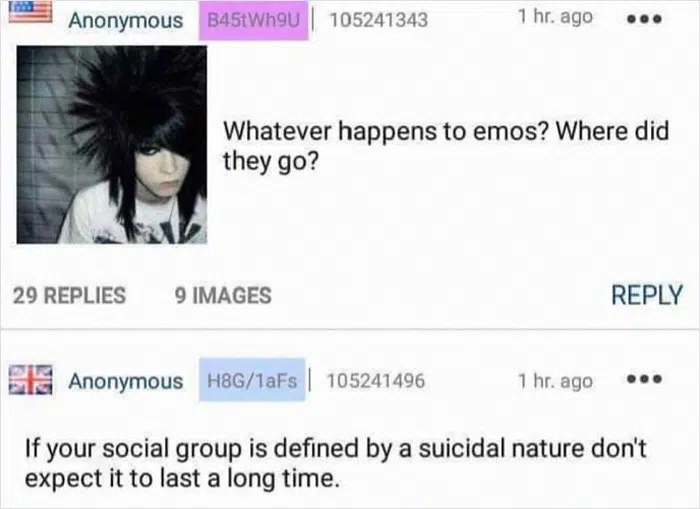 Anonymous B45tWh9U 105241343 1 hr. ago
Whatever happens to emos? Where did
they go?
29 REPLIES 9 IMAGES REPLY
Anonymous H8G/1aFs 105241496 1 hr. ago
If your social group is defined by a suicidal nature don't
expect it to last a long time.